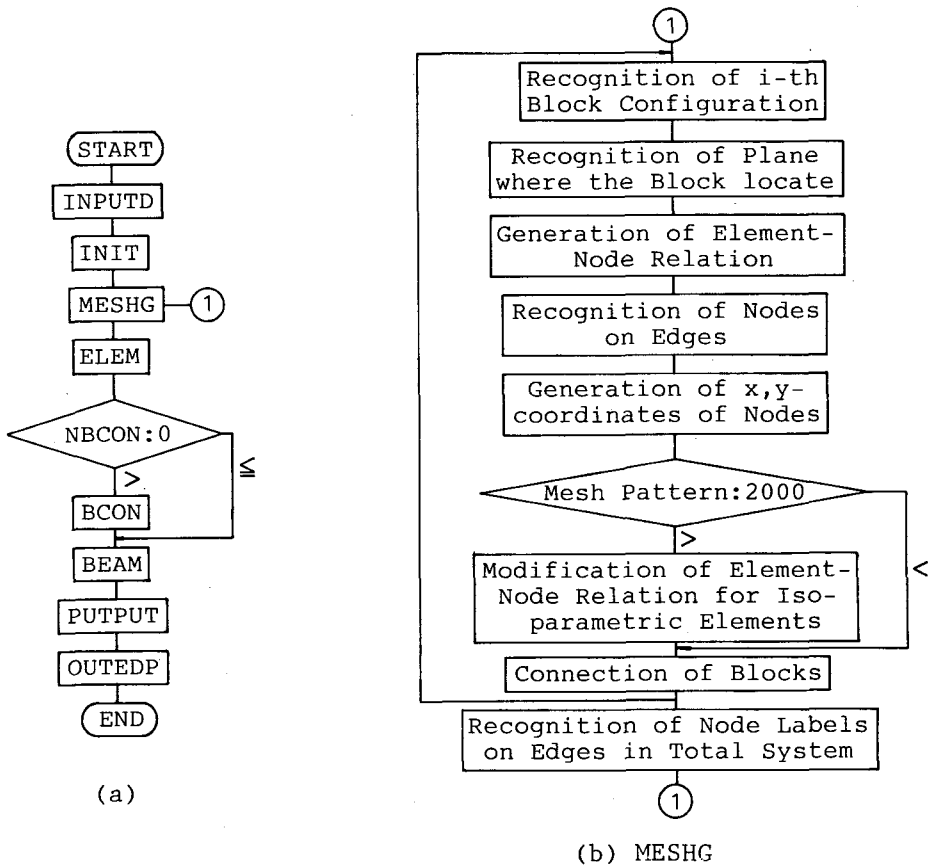 START
INPUTD
INIT
MESHG
1
ELEM
NBCON:0
≦
>
BCON
BEAM
PUTPUT
OUTEDP
END
(a)
1
Recognition of i-th
Block Configuration
Recognition of Plane
where the Block locate
Generation of Element-
Node Relation
Recognition of Nodes
on Edges
Generation of x,y-
coordinates of Nodes
Mesh Pattern:2000
>
<
Modification of Element-
Node Relation for Iso-
parametric Elements
Connection of Blocks
Recognition of Node Labels
on Edges in Total System
1
(b) MESHG